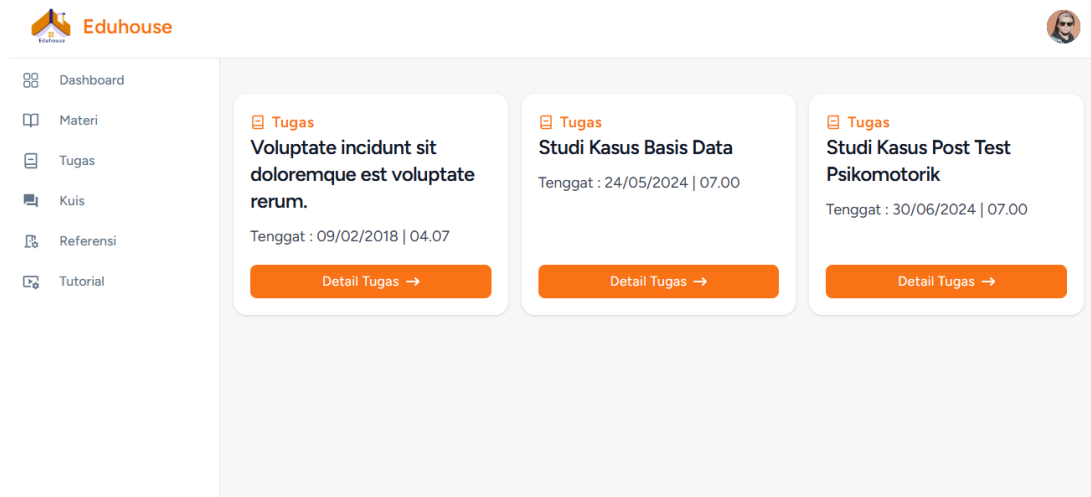 Eduhouse
Eduhouse
Dashboard
Materi
Tugas
Kuis
Referensi
Tutorial
Tugas
Voluptate incidunt sit
doloremque est voluptate
rerum.
Tenggat : 09/02/2018 | 04.07
Detail Tugas →
Tugas
Studi Kasus Basis Data
Tenggat : 24/05/2024 | 07.00
Detail Tugas →
Tugas
Studi Kasus Post Test
Psikomotorik
Tenggat : 30/06/2024 | 07.00
Detail Tugas →